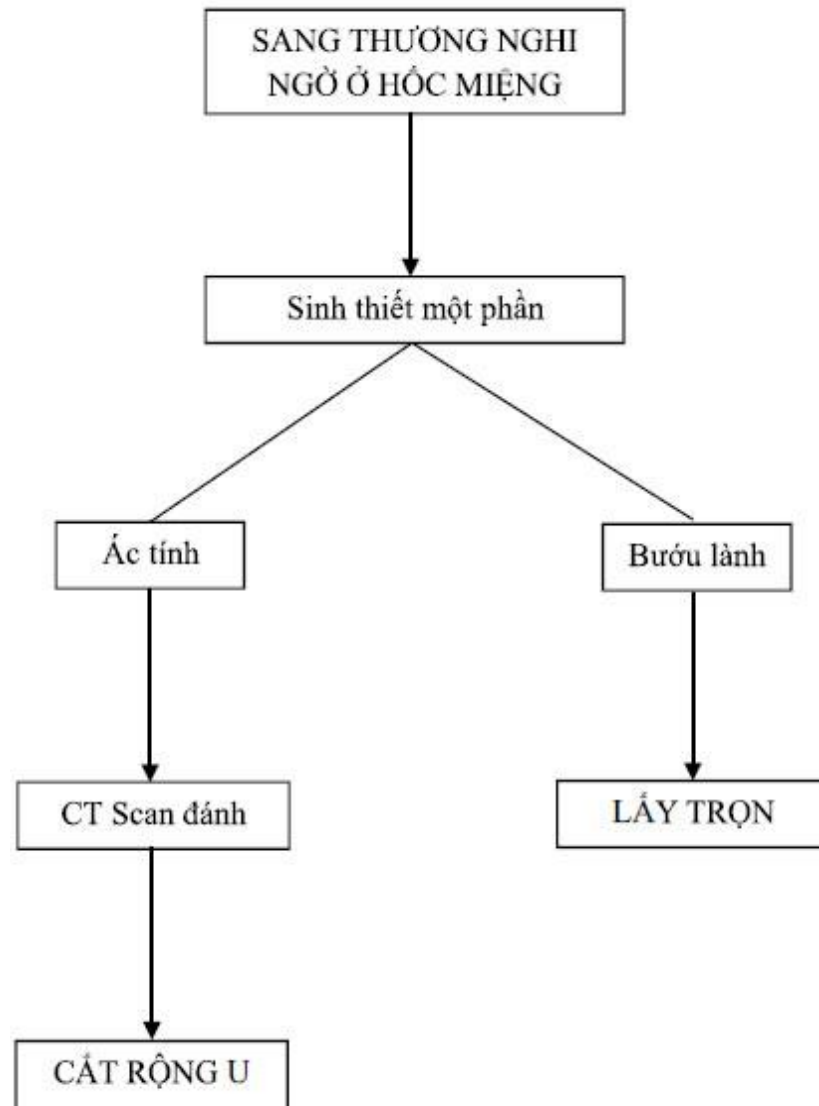 SANG THƯƠNG NGHI
NGỜ Ở HỐC MIỆNG
Sinh thiết một phần
Ác tính
Bướu lành
CT Scan đánh
LẤY TRỌN
CẮT RỘNG U